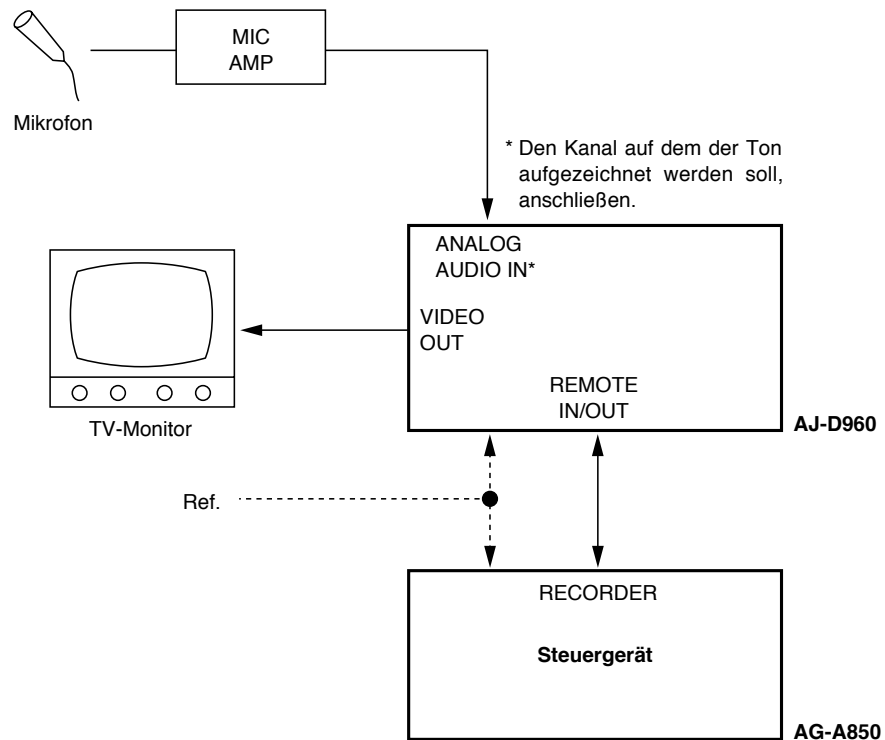 MIC
AMP
Mikrofon
* Den Kanal auf dem der Ton
aufgezeichnet werden soll,
anschließen.
ANALOG
AUDIO IN*
VIDEO
OUT
REMOTE
IN/OUT
AJ-D960
TV-Monitor
Ref.
RECORDER
Steuergerät
AG-A850